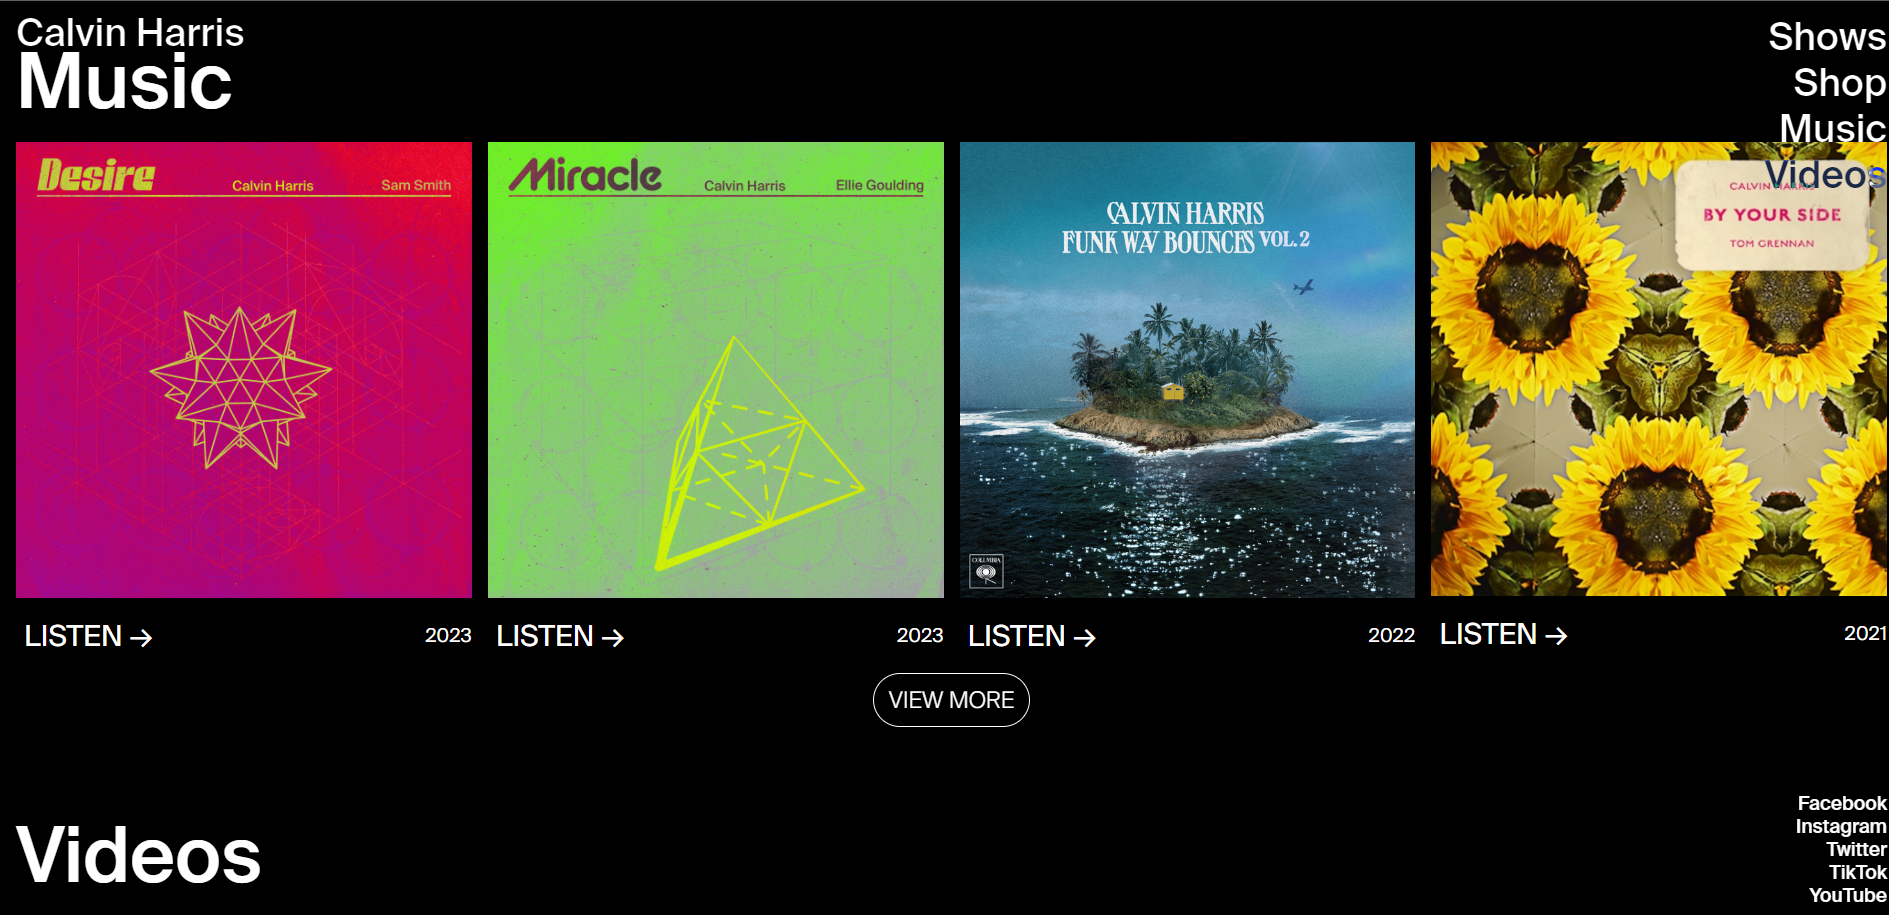 Calvin Harris
Music
Shows
Shop
Music
Videos
Desire
Calvin Harris
Sam Smith
Miracle
Calvin Harris
Ellie Goulding
CALVIN HARRIS
FUNK WAV BOUNCES VOL. 2
COLUMBIA
CALVIN HARRIS
BY YOUR SIDE
TOM GRENNAN
LISTEN → 2023
LISTEN → 2023
LISTEN → 2022
LISTEN → 2021
VIEW MORE
Videos
Facebook
Instagram
Twitter
TikTok
YouTube